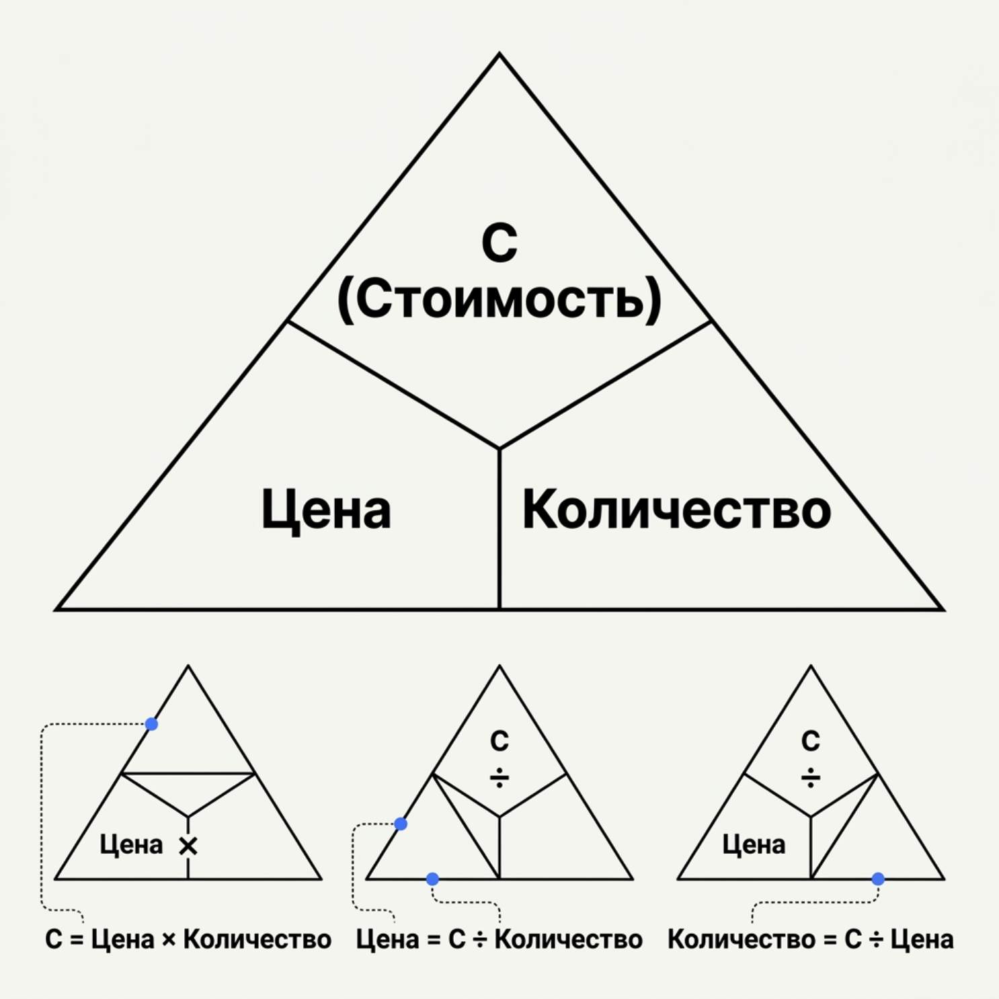 С
(Стоимость)
Цена
Количество
Цена ×
С = Цена × Количество
С
÷
Цена = С ÷ Количество
С
÷
Цена
Количество = С ÷ Цена